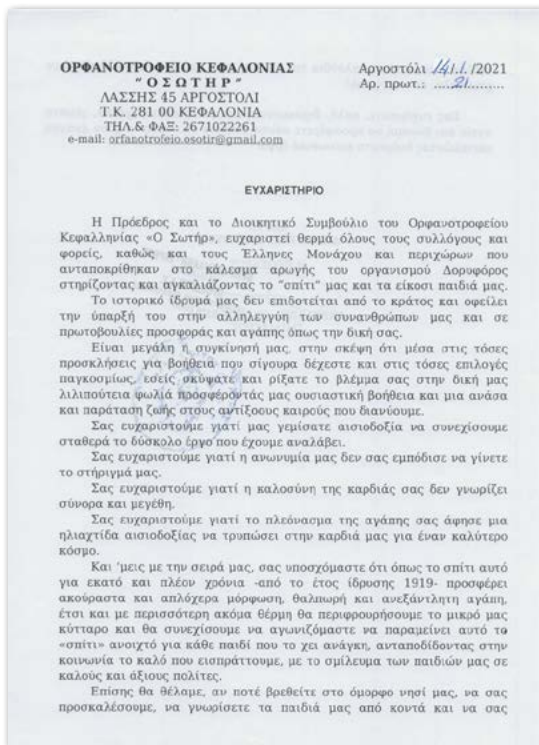 ΟΡΦΑΝΟΤΡΟΦΕΙΟ ΚΕΦΑΛΟΝΙΑΣ
"Ο ΣΩΤΗΡ"
ΛΑΣΣΗΣ 45 ΑΡΓΟΣΤΟΛΙ
Τ.Κ. 281 00 ΚΕΦΑΛΟΝΙΑ
ΤΗΛ.& ΦΑΞ: 2671022261
e-mail: orfanotrofeio.osotir@gmail.com
Αργοστόλι 14/.1. /2021
Αρ. πρωτ.: .....21.........
ΕΥΧΑΡΙΣΤΗΡΙΟ
Η Πρόεδρος και το Διοικητικό Συμβούλιο του Ορφανοτροφείου
Κεφαλληνίας «Ο Σωτήρ», ευχαριστεί θερμά όλους τους συλλόγους και
φορείς, καθώς και τους Έλληνες Μονάχου και περιχώρων που
ανταποκρίθηκαν στο κάλεσμα αρωγής του οργανισμού Δορυφόρος
στηρίζοντας και αγκαλιάζοντας το "σπίτι" μας και τα είκοσι παιδιά μας.
Το ιστορικό ίδρυμά μας δεν επιδοτείται από το κράτος και οφείλει
την ύπαρξή του στην αλληλεγγύη των συνανθρώπων μας και σε
πρωτοβουλίες προσφοράς και αγάπης όπως την δική σας.
Είναι μεγάλη η συγκίνησή μας, στην σκέψη ότι μέσα στις τόσες
προσκλήσεις για βοήθεια που σίγουρα δέχεστε και στις τόσες επιλογές
παγκοσμίως, εσείς σκύψατε και ρίξατε το βλέμμα σας στην δική μας
λιλιπούτεια φωλιά προσφέροντάς μας ουσιαστική βοήθεια και μια ανάσα
και παράταση ζωής στους αντίξοους καιρούς που διανύουμε.
Σας ευχαριστούμε γιατί μας γεμίσατε αισιοδοξία να συνεχίσουμε
σταθερά το δύσκολο έργο που έχουμε αναλάβει.
Σας ευχαριστούμε γιατί η ανωνυμία μας δεν σας εμπόδισε να γίνετε
το στήριγμά μας.
Σας ευχαριστούμε γιατί η καλοσύνη της καρδιάς σας δεν γνωρίζει
σύνορα και μεγέθη.
Σας ευχαριστούμε γιατί το πλεόνασμα της αγάπης σας άφησε μια
ηλιαχτίδα αισιοδοξίας να τρυπώσει στην καρδιά μας για έναν καλύτερο
κόσμο.
Και 'μεις με την σειρά μας, σας υποσχόμαστε ότι όπως το σπίτι αυτό
για εκατό και πλέον χρόνια -από το έτος ίδρυσης 1919- προσφέρει
ακούραστα και απλόχερα μόρφωση, θαλπωρή και ανεξάντλητη αγάπη,
έτσι και με περισσότερη ακόμα θέρμη θα περιφρουρήσουμε το μικρό μας
κύτταρο και θα συνεχίσουμε να αγωνιζόμαστε να παραμείνει αυτό το
«σπίτι» ανοιχτό για κάθε παιδί που το χει ανάγκη, ανταποδίδοντας στην
κοινωνία το καλό που εισπράττουμε, με το σμίλευμα των παιδιών μας σε
καλούς και άξιους πολίτες.
Επίσης θα θέλαμε, αν ποτέ βρεθείτε στο όμορφο νησί μας, να σας
προσκαλέσουμε, να γνωρίσετε τα παιδιά μας από κοντά και να σας